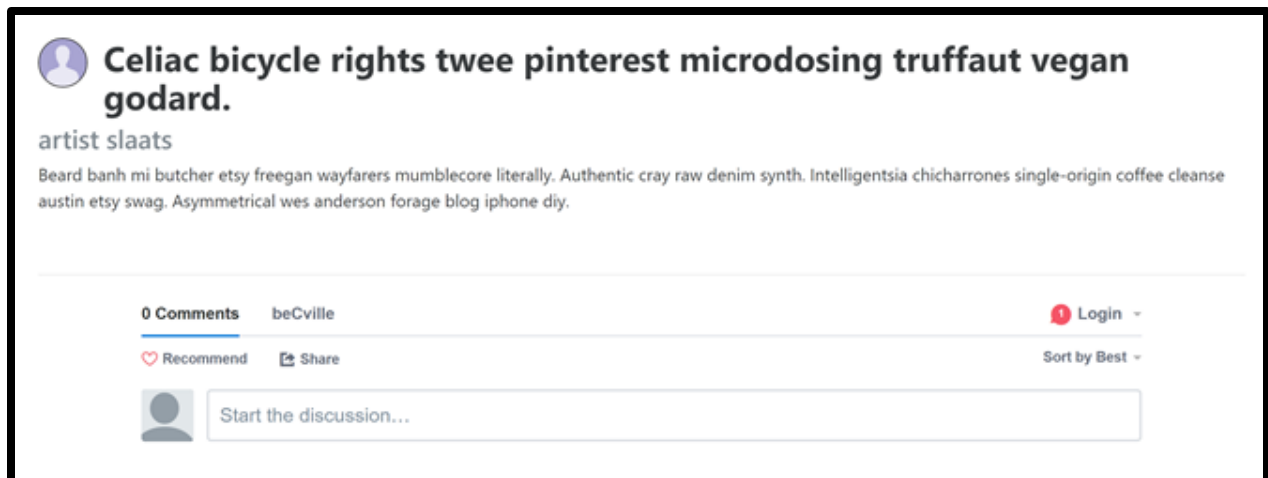 Celiac bicycle rights twee pinterest microdosing truffaut vegan
godard.
artist slaats
Beard banh mi butcher etsy freegan wayfarers mumblecore literally. Authentic cray raw denim synth. Intelligentsia chicharrones single-origin coffee cleanse
austin etsy swag. Asymmetrical wes anderson forage blog iphone diy.
0 Comments beCville 1 Login
Recommend Share Sort by Best
Start the discussion...